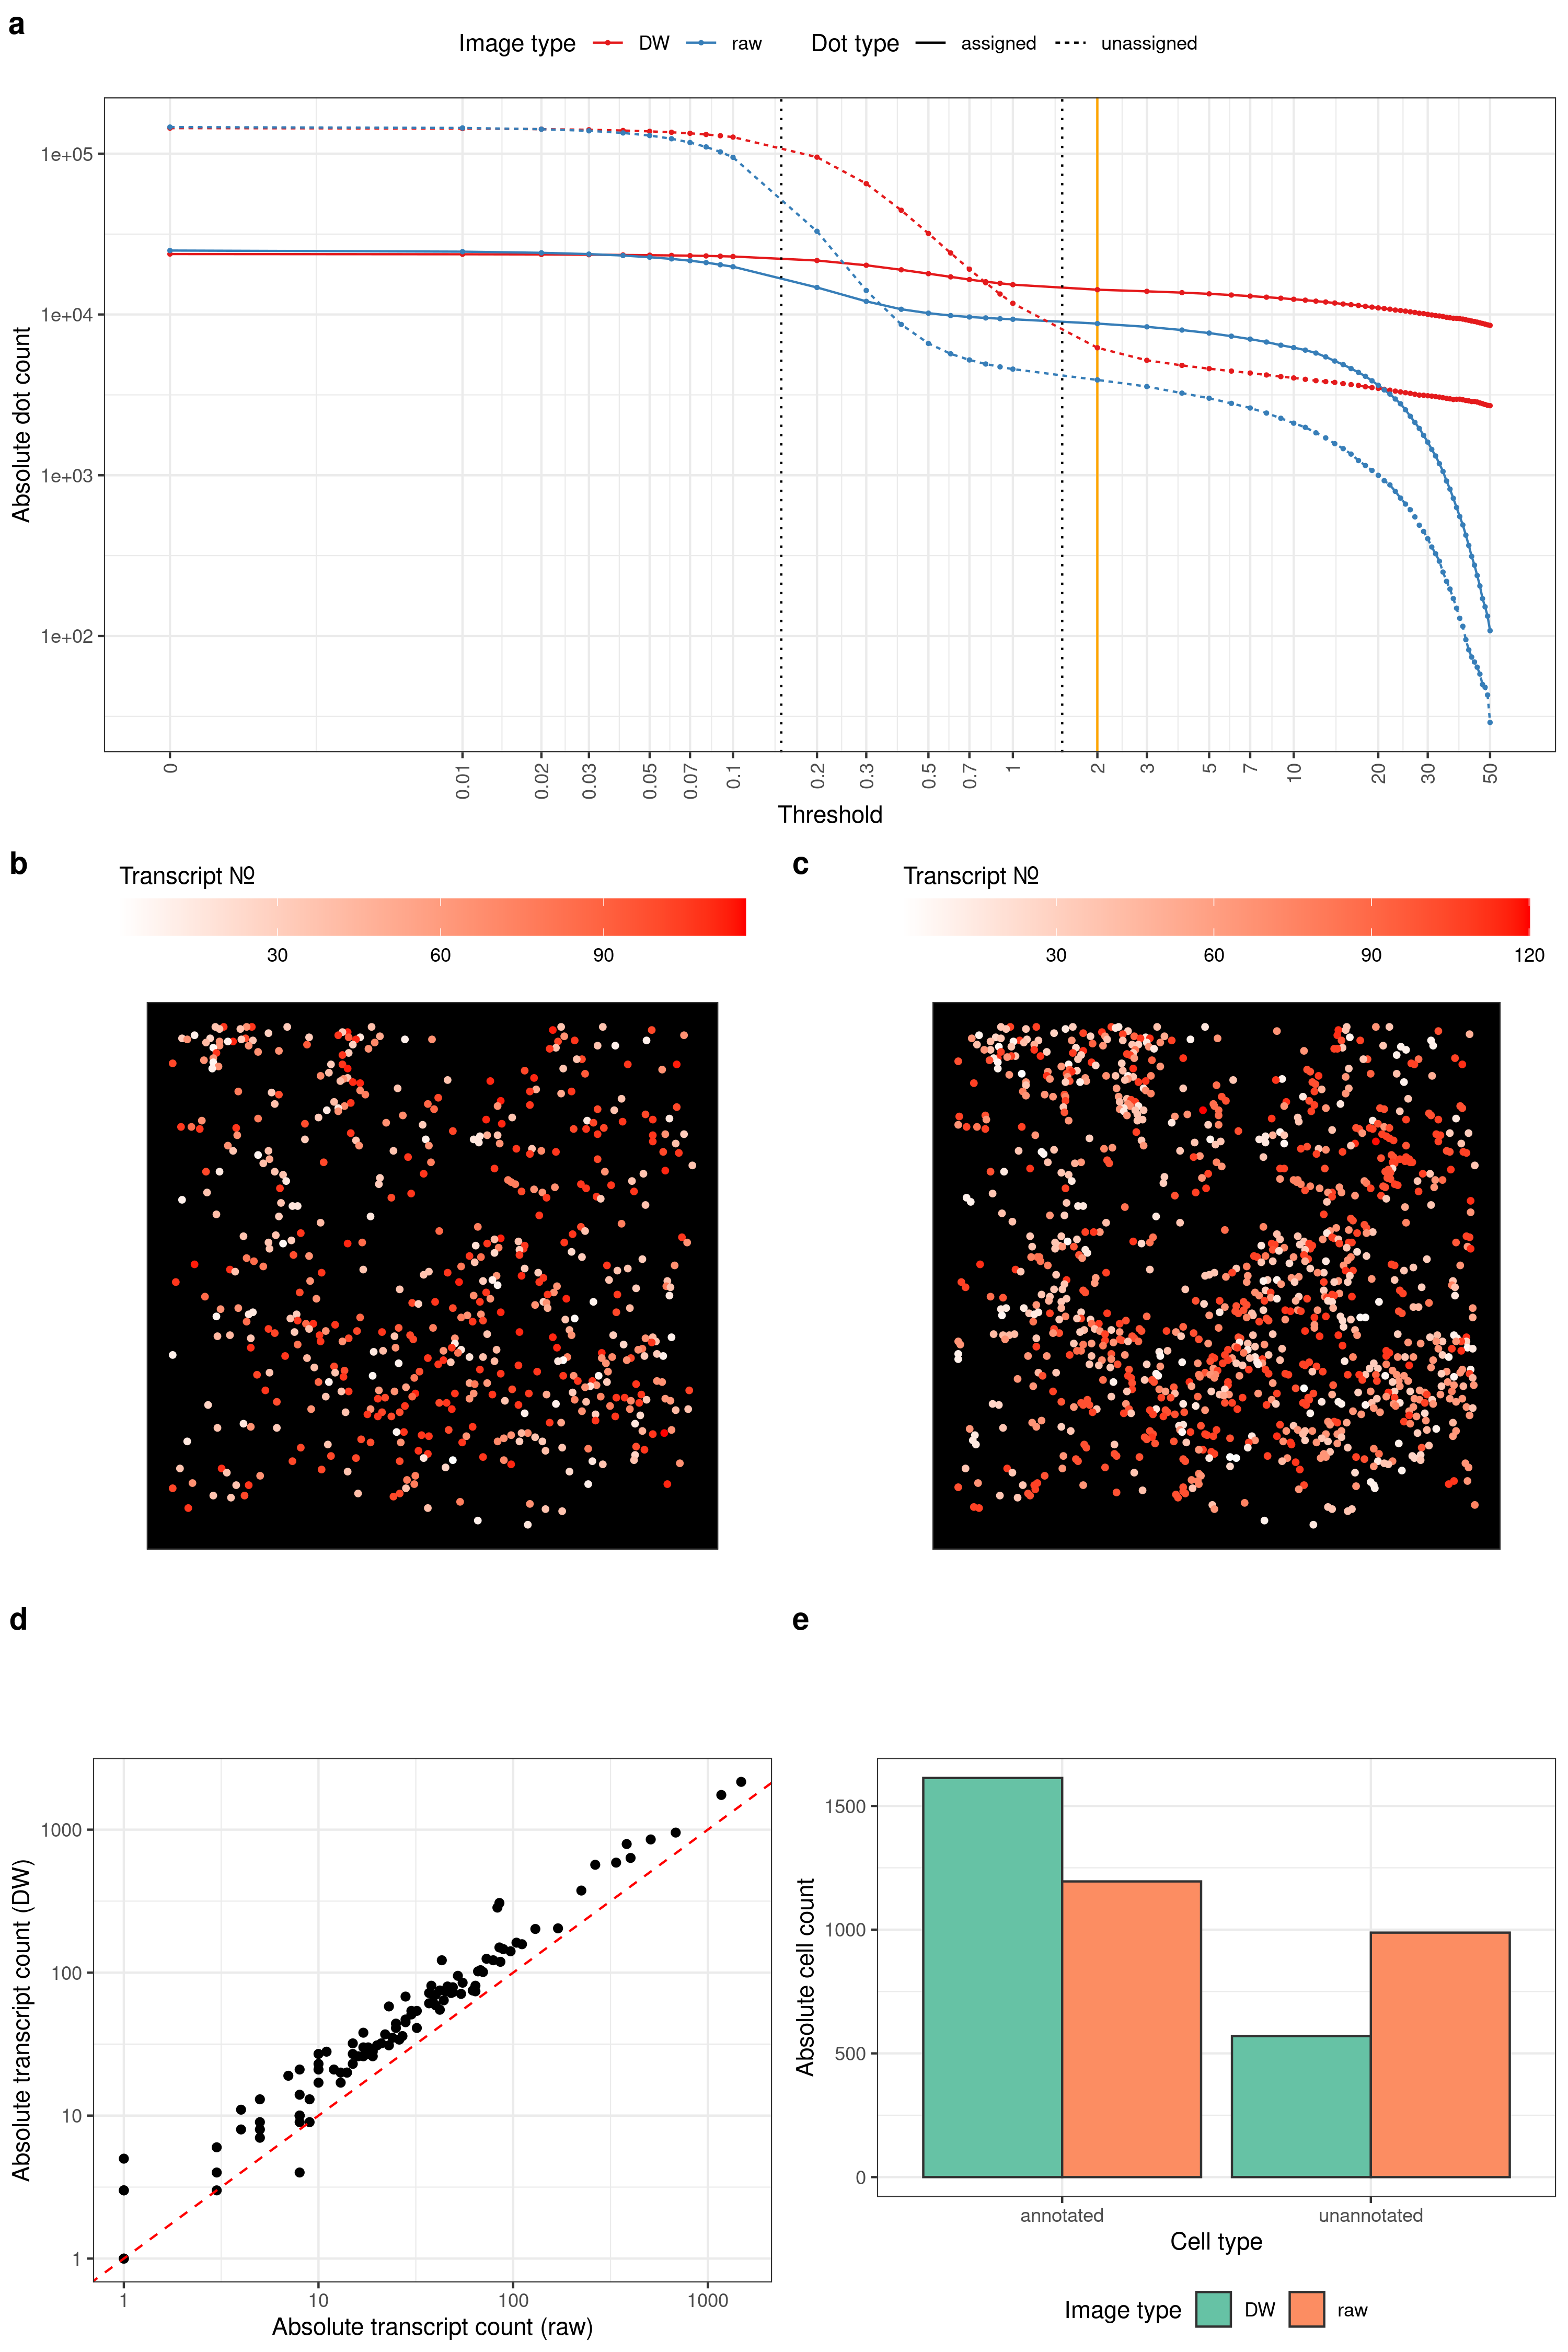 a
Image type DW raw Dot type assigned unassigned
1e+05
1e+04
1e+03
1e+02
Absolute dot count
0 0.01 0.02 0.03 0.05 0.07 0.1 0.2 0.3 0.5 0.7 1 2 3 5 7 10 20 30 50
Threshold
b
Transcript №
30 60 90
c
Transcript №
30 60 90 120
d
1000
100
10
1
Absolute transcript count (DW)
1 10 100 1000
Absolute transcript count (raw)
e
1500
1000
500
0
Absolute cell count
annotated unannotated
Cell type
Image type DW raw